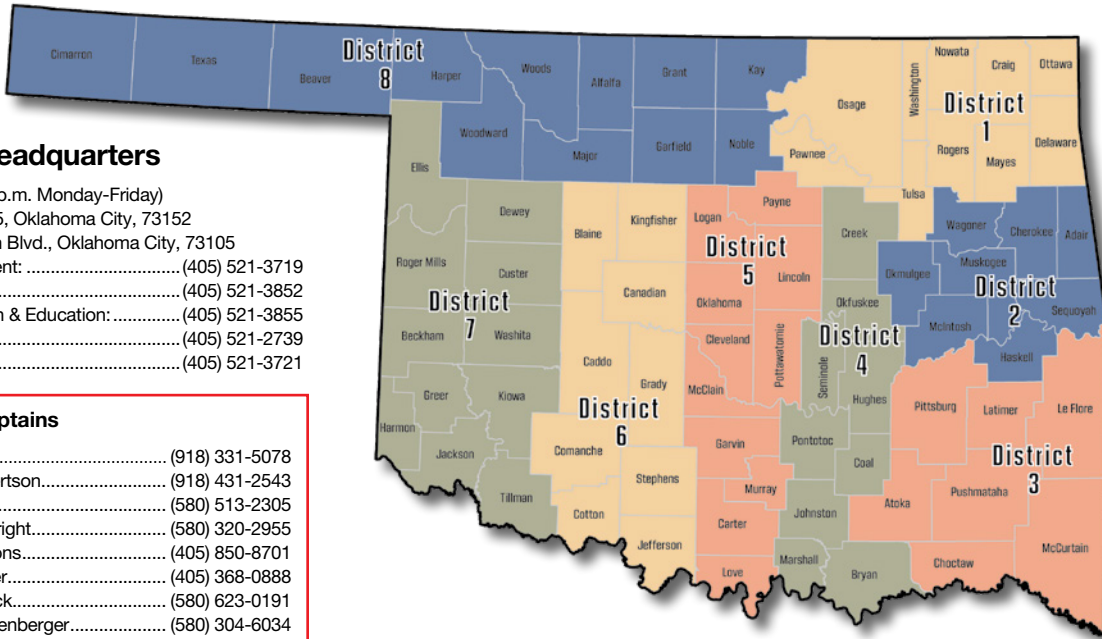 Cimarron
Texas
Beaver
District
8
Harper
Woods
Alfalfa
Grant
Kay
Woodward
Major
Garfield
Noble
Osage
Washington
Nowata
Craig
Ottawa
District
1
Rogers
Mayes
Delaware
Pawnee
Tulsa
eadquarters
p.m. Monday-Friday)
5, Oklahoma City, 73152
n Blvd., Oklahoma City, 73105
ent: ..............................(405) 521-3719
..............................(405) 521-3852
n & Education: .............(405) 521-3855
..............................(405) 521-2739
..............................(405) 521-3721
ptains
.............................. (918) 331-5078
ertson......................... (918) 431-2543
.............................. (580) 513-2305
right........................... (580) 320-2955
ons............................. (405) 850-8701
er............................... (405) 368-0888
ck............................... (580) 623-0191
enberger..................... (580) 304-6034
Ellis
Dewey
Roger Mills
Custer
District
7
Beckham
Washita
Greer
Kiowa
Harmon
Jackson
Tillman
Blaine
Kingfisher
Canadian
Caddo
Grady
District
6
Comanche
Stephens
Cotton
Jefferson
Logan
Payne
District
5
Lincoln
Oklahoma
Cleveland
Pottawatomie
McClain
Garvin
Murray
Carter
Love
Creek
Okfuskee
District
4
Seminole
Hughes
Pontotoc
Coal
Johnston
Marshall
Bryan
Wagoner
Cherokee
Adair
Okmulgee
Muskogee
District
2
McIntosh
Sequoyah
Haskell
Pittsburg
Latimer
Le Flore
District
3
Atoka
Pushmataha
Choctaw
McCurtain